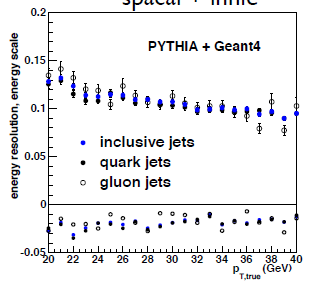 0.2
PYTHIA + Geant4
0.15
energy resolution, energy scale
0.1
inclusive jets
0.05
quark jets
gluon jets
0
-0.05
20 22 24 26 28 30 32 34 36 38 40
p T,true (GeV)